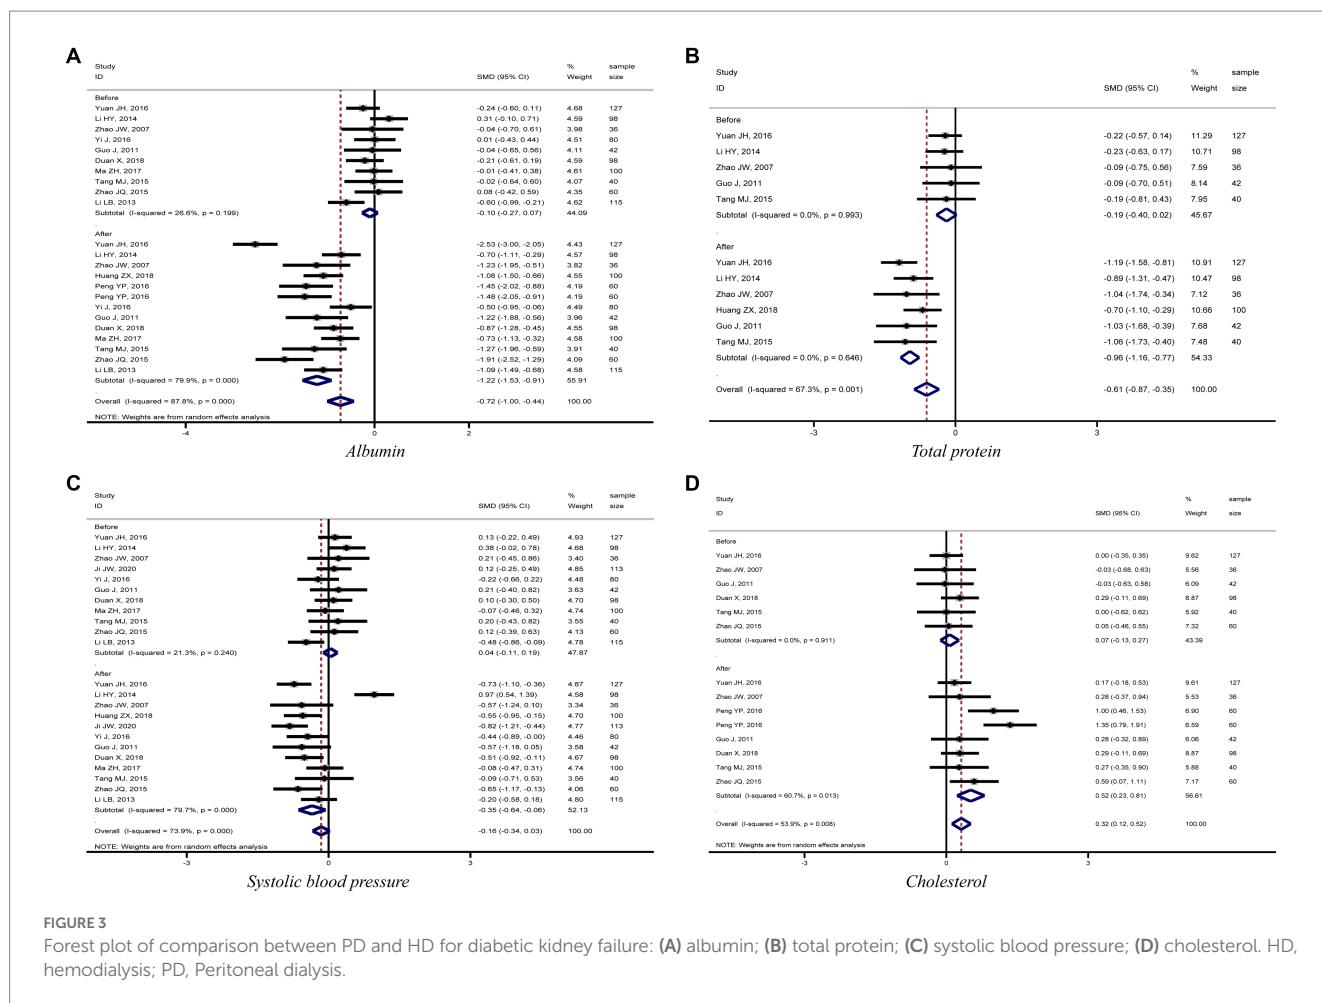 A
Study % sample
ID SMD (95% CI) Weight size
Before
Yuan JH, 2016 -0.24 (-0.60, 0.11) 4.68 127
Li HY, 2014 0.31 (-0.10, 0.71) 4.59 98
Zhao JW, 2007 -0.04 (-0.70, 0.61) 3.98 36
Yi J, 2016 0.01 (-0.43, 0.44) 4.51 80
Guo J, 2011 -0.04 (-0.65, 0.56) 4.11 42
Duan X, 2018 -0.21 (-0.61, 0.19) 4.59 98
Ma ZH, 2017 -0.01 (-0.41, 0.38) 4.61 100
Tang MJ, 2015 -0.02 (-0.64, 0.60) 4.07 40
Zhao JQ, 2015 0.08 (-0.42, 0.59) 4.35 60
Li LB, 2013 -0.60 (-0.99, -0.21) 4.62 115
Subtotal (I-squared = 26.6%, p = 0.199) -0.10 (-0.27, 0.07) 44.09
.
After
Yuan JH, 2016 -2.53 (-3.00, -2.05) 4.43 127
Li HY, 2014 -0.70 (-1.11, -0.29) 4.57 98
Zhao JW, 2007 -1.23 (-1.95, -0.51) 3.82 36
Huang ZX, 2018 -1.08 (-1.50, -0.66) 4.55 100
Peng YP, 2016 -1.45 (-2.02, -0.88) 4.19 60
Peng YP, 2016 -1.48 (-2.05, -0.91) 4.19 60
Yi J, 2016 -0.50 (-0.95, -0.06) 4.49 80
Guo J, 2011 -1.22 (-1.88, -0.56) 3.96 42
Duan X, 2018 -0.87 (-1.28, -0.45) 4.55 98
Ma ZH, 2017 -0.73 (-1.13, -0.32) 4.58 100
Tang MJ, 2015 -1.27 (-1.96, -0.59) 3.91 40
Zhao JQ, 2015 -1.91 (-2.52, -1.29) 4.09 60
Li LB, 2013 -1.09 (-1.49, -0.68) 4.58 115
Subtotal (I-squared = 79.9%, p = 0.000) -1.22 (-1.53, -0.91) 55.91
.
Overall (I-squared = 87.8%, p = 0.000) -0.72 (-1.00, -0.44) 100.00
NOTE: Weights are from random effects analysis
-4 0 2
Albumin
B
Study % sample
ID SMD (95% CI) Weight size
Before
Yuan JH, 2016 -0.22 (-0.57, 0.14) 11.29 127
Li HY, 2014 -0.23 (-0.63, 0.17) 10.71 98
Zhao JW, 2007 -0.09 (-0.75, 0.56) 7.59 36
Guo J, 2011 -0.09 (-0.70, 0.51) 8.14 42
Tang MJ, 2015 -0.19 (-0.81, 0.43) 7.95 40
Subtotal (I-squared = 0.0%, p = 0.993) -0.19 (-0.40, 0.02) 45.67
.
After
Yuan JH, 2016 -1.19 (-1.58, -0.81) 10.91 127
Li HY, 2014 -0.89 (-1.31, -0.47) 10.47 98
Zhao JW, 2007 -1.04 (-1.74, -0.34) 7.12 36
Huang ZX, 2018 -0.70 (-1.10, -0.29) 10.66 100
Guo J, 2011 -1.03 (-1.68, -0.39) 7.68 42
Tang MJ, 2015 -1.06 (-1.73, -0.40) 7.48 40
Subtotal (I-squared = 0.0%, p = 0.646) -0.96 (-1.16, -0.77) 54.33
.
Overall (I-squared = 67.3%, p = 0.001) -0.61 (-0.87, -0.35) 100.00
-3 0 3
Total protein
C
Study % sample
ID SMD (95% CI) Weight size
Before
Yuan JH, 2016 0.13 (-0.22, 0.49) 4.93 127
Li HY, 2014 0.38 (-0.02, 0.78) 4.68 98
Zhao JW, 2007 0.21 (-0.45, 0.86) 3.40 36
Ji JW, 2020 0.12 (-0.25, 0.49) 4.85 113
Yi J, 2016 -0.22 (-0.66, 0.22) 4.48 80
Guo J, 2011 0.21 (-0.40, 0.82) 3.63 42
Duan X, 2018 0.10 (-0.30, 0.50) 4.70 98
Ma ZH, 2017 -0.07 (-0.46, 0.32) 4.74 100
Tang MJ, 2015 0.20 (-0.43, 0.82) 3.55 40
Zhao JQ, 2015 0.12 (-0.39, 0.63) 4.13 60
Li LB, 2013 -0.48 (-0.86, -0.09) 4.78 115
Subtotal (I-squared = 21.3%, p = 0.240) 0.04 (-0.11, 0.19) 47.87
.
After
Yuan JH, 2016 -0.73 (-1.10, -0.36) 4.87 127
Li HY, 2014 0.97 (0.54, 1.39) 4.58 98
Zhao JW, 2007 -0.57 (-1.24, 0.10) 3.34 36
Huang ZX, 2018 -0.55 (-0.95, -0.15) 4.70 100
Ji JW, 2020 -0.82 (-1.21, -0.44) 4.77 113
Yi J, 2016 -0.44 (-0.89, -0.00) 4.46 80
Guo J, 2011 -0.57 (-1.18, 0.05) 3.58 42
Duan X, 2018 -0.51 (-0.92, -0.11) 4.67 98
Ma ZH, 2017 -0.08 (-0.47, 0.31) 4.74 100
Tang MJ, 2015 -0.09 (-0.71, 0.53) 3.56 40
Zhao JQ, 2015 -0.65 (-1.17, -0.13) 4.06 60
Li LB, 2013 -0.20 (-0.58, 0.18) 4.80 115
Subtotal (I-squared = 79.7%, p = 0.000) -0.35 (-0.64, -0.06) 52.13
.
Overall (I-squared = 73.9%, p = 0.000) -0.16 (-0.34, 0.03) 100.00
NOTE: Weights are from random effects analysis
-3 0 3
Systolic blood pressure
D
Study % sample
ID SMD (95% CI) Weight size
Before
Yuan JH, 2016 0.00 (-0.35, 0.35) 9.62 127
Zhao JW, 2007 -0.03 (-0.68, 0.63) 5.56 36
Guo J, 2011 -0.03 (-0.63, 0.58) 6.09 42
Duan X, 2018 0.29 (-0.11, 0.69) 8.87 98
Tang MJ, 2015 0.00 (-0.62, 0.62) 5.92 40
Zhao JQ, 2015 0.05 (-0.46, 0.55) 7.32 60
Subtotal (I-squared = 0.0%, p = 0.911) 0.07 (-0.13, 0.27) 43.39
.
After
Yuan JH, 2016 0.17 (-0.18, 0.53) 9.61 127
Zhao JW, 2007 0.28 (-0.37, 0.94) 5.53 36
Peng YP, 2016 1.00 (0.46, 1.53) 6.90 60
Peng YP, 2016 1.35 (0.79, 1.91) 6.59 60
Guo J, 2011 0.28 (-0.32, 0.89) 6.06 42
Duan X, 2018 0.29 (-0.11, 0.69) 8.87 98
Tang MJ, 2015 0.27 (-0.35, 0.90) 5.88 40
Zhao JQ, 2015 0.59 (0.07, 1.11) 7.17 60
Subtotal (I-squared = 60.7%, p = 0.013) 0.52 (0.23, 0.81) 56.61
.
Overall (I-squared = 53.9%, p = 0.008) 0.32 (0.12, 0.52) 100.00
NOTE: Weights are from random effects analysis
-3 0 3
Cholesterol
FIGURE 3
Forest plot of comparison between PD and HD for diabetic kidney failure: (A) albumin; (B) total protein; (C) systolic blood pressure; (D) cholesterol. HD,
hemodialysis; PD, Peritoneal dialysis.